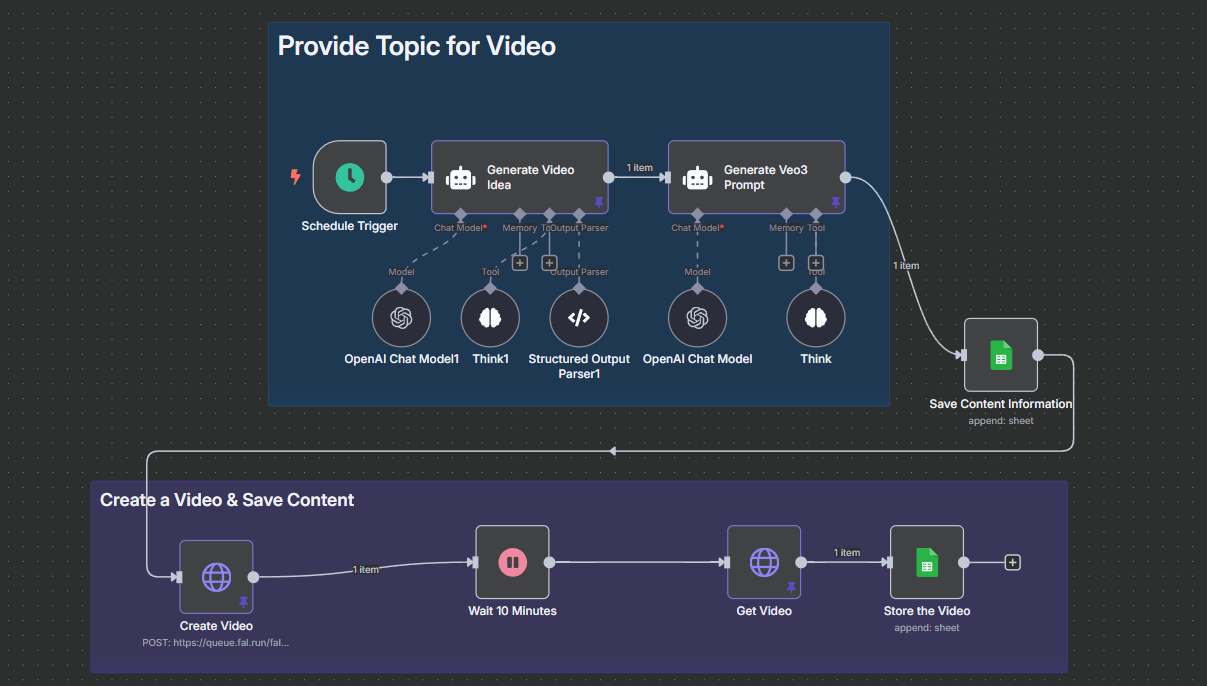 Provide Topic for Video
Generate Video
Idea
1 item
Generate Veo3
Prompt
Schedule Trigger
Chat Model*
Memory
To
Output Parser
Chat Model*
Memory
Tool
Model
Tool
Output Parser
Model
Tool
1 item
OpenAI Chat Model1
Think1
Structured Output
Parser1
OpenAI Chat Model
Think
Save Content Information
append: sheet
Create a Video & Save Content
1 item
1 item
Create Video
POST: https://queue.fal.run/fal...
Wait 10 Minutes
Get Video
Store the Video
append: sheet